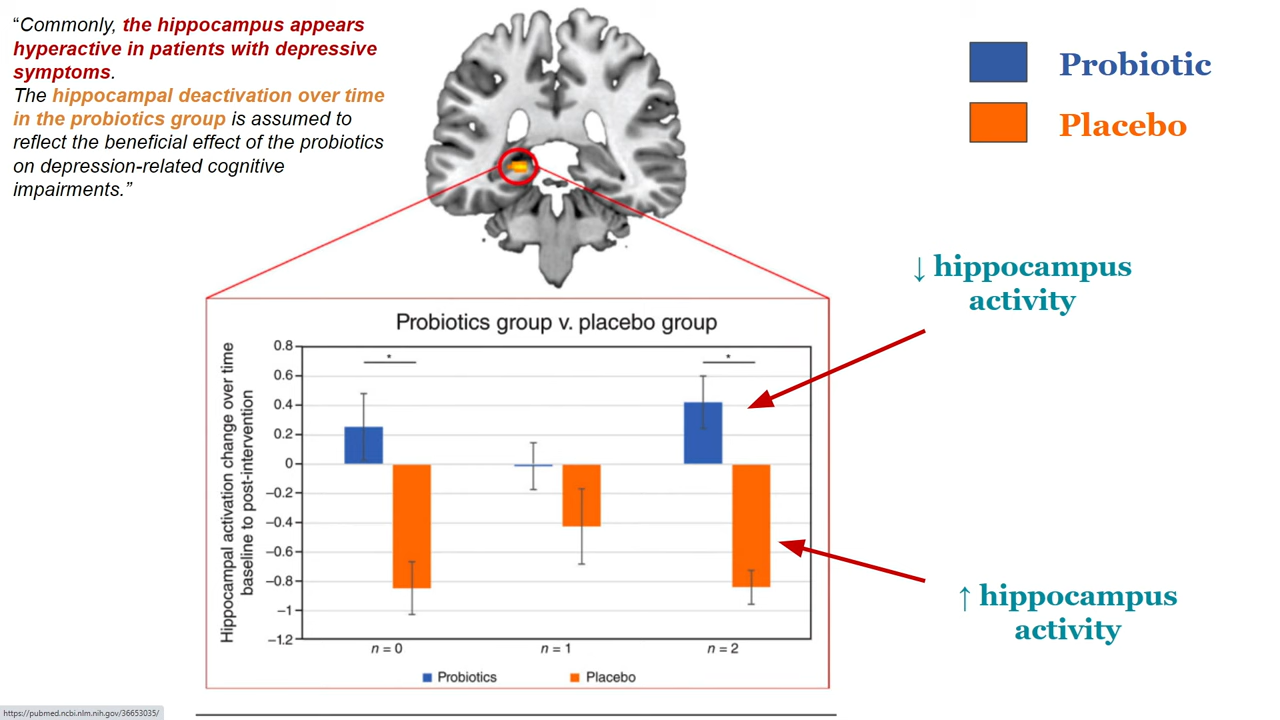 “Commonly, the hippocampus appears
hyperactive in patients with depressive
symptoms.
The hippocampal deactivation over time
in the probiotics group is assumed to
reflect the beneficial effect of the probiotics
on depression-related cognitive
impairments.”
Probiotic
Placebo
↓ hippocampus
activity
Probiotics group v. placebo group
Hippocampal activation change over time
baseline to post-intervention
0.8
0.6
0.4
0.2
0
−0.2
−0.4
−0.6
−0.8
−1
−1.2
*
*
n = 0
n = 1
n = 2
Probiotics
Placebo
↑ hippocampus
activity
https://pubmed.ncbi.nlm.nih.gov/36653035/